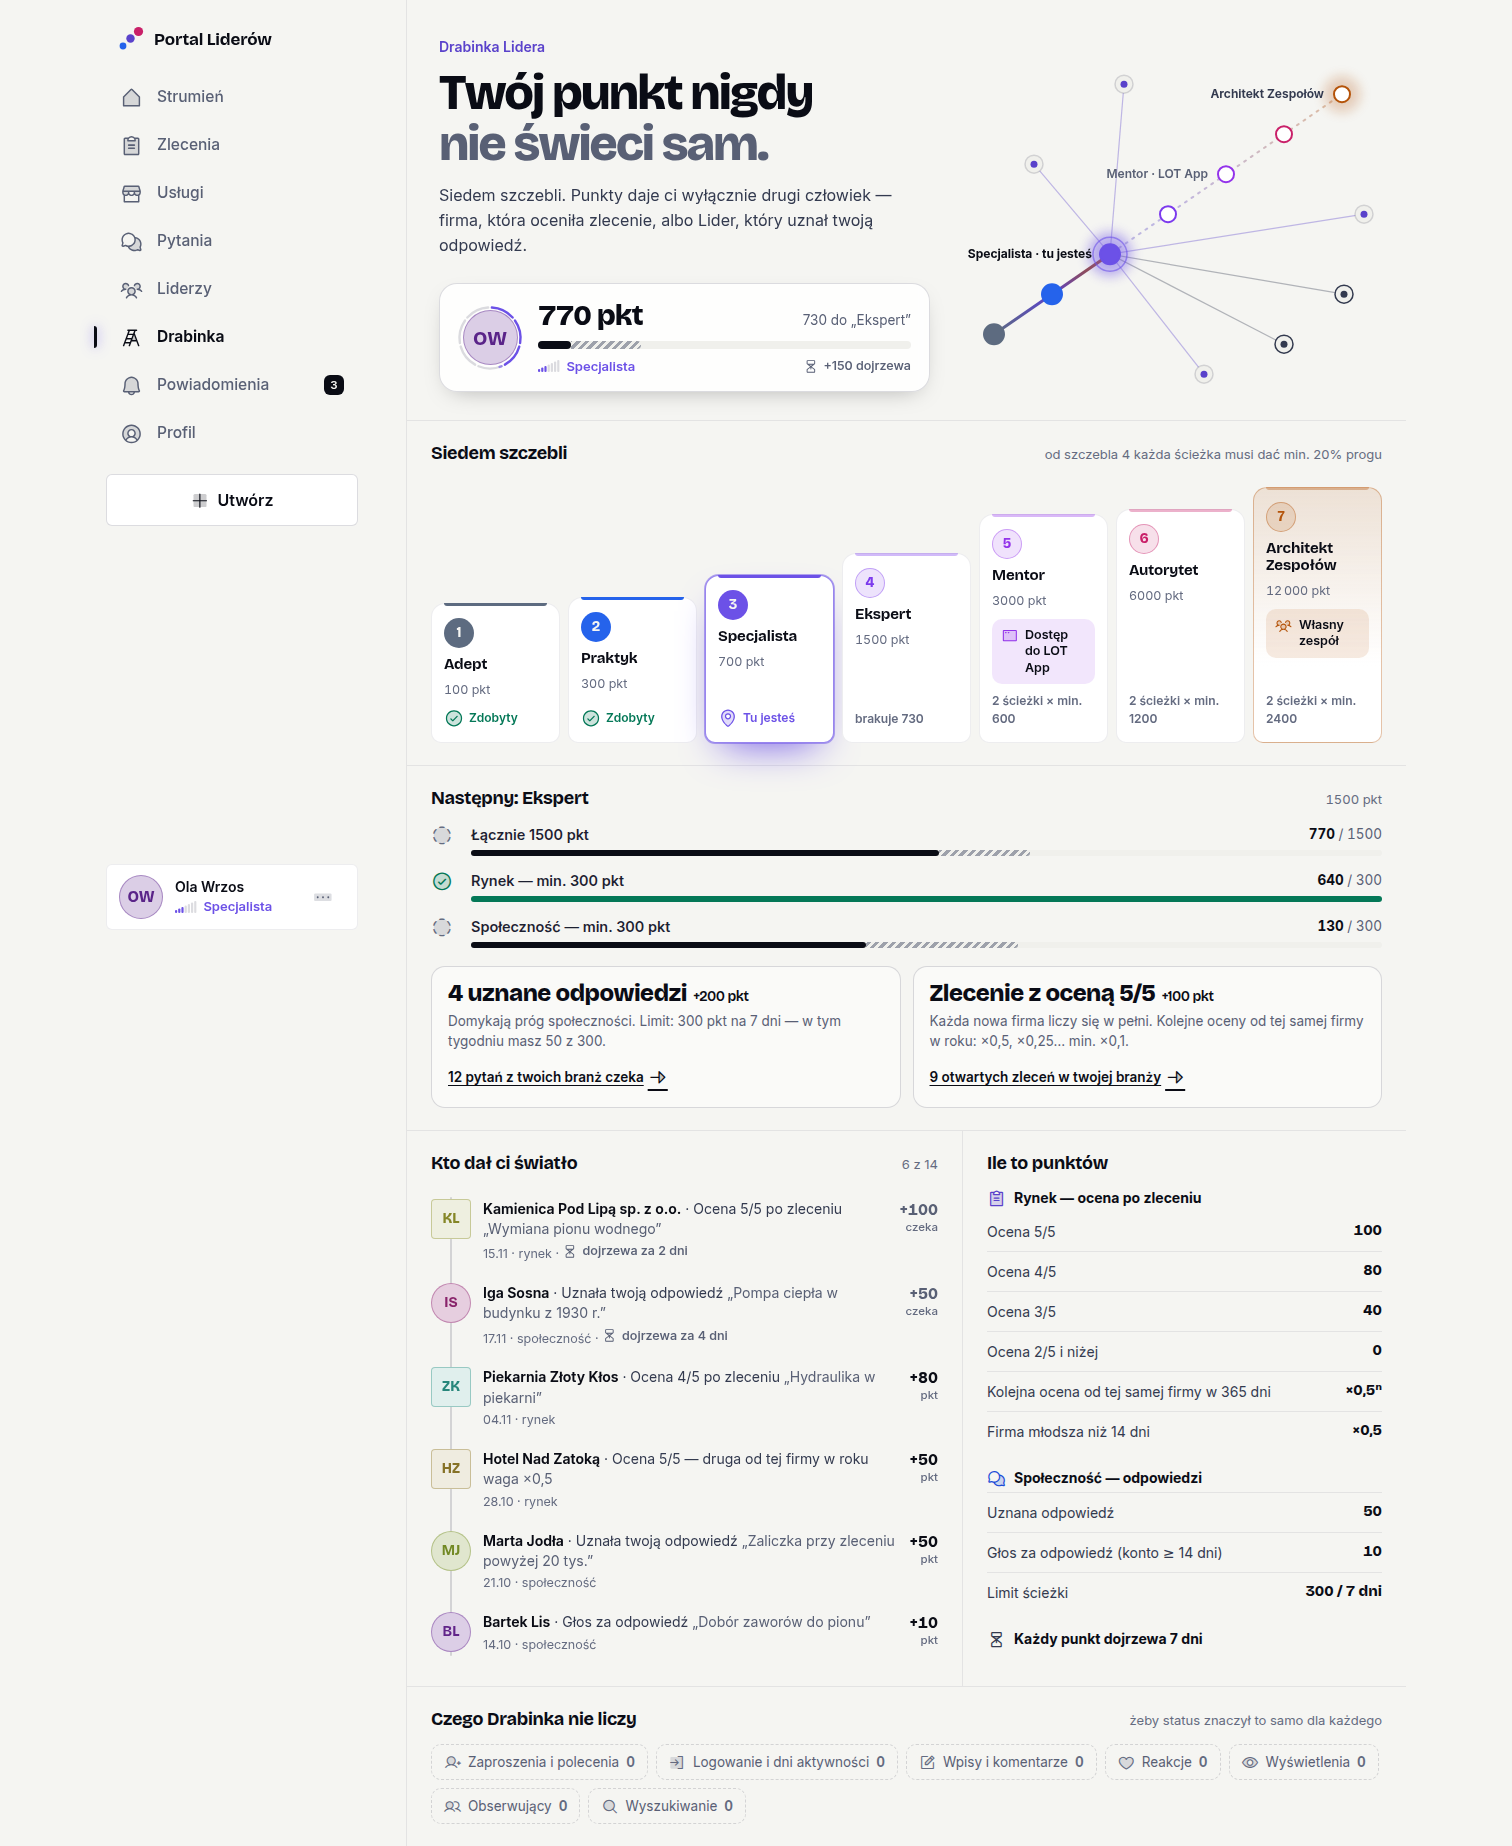 Portal Liderów
Strumień
Zlecenia
Usługi
Pytania
Liderzy
Drabinka
Powiadomienia 3
Profil
Utwórz
OW
Ola Wrzos
Specjalista
Drabinka Lidera
Twój punkt nigdy
nie świeci sam.
Siedem szczebli. Punkty daje ci wyłącznie drugi człowiek —
firma, która oceniła zlecenie, albo Lider, który uznał twoją
odpowiedź.
OW
770 pkt
730 do „Ekspert”
Specjalista
+150 dojrzewa
Architekt Zespołów
Mentor · LOT App
Specjalista · tu jesteś
Siedem szczebli
od szczebla 4 każda ścieżka musi dać min. 20% progu
1
Adept
100 pkt
Zdobyty
2
Praktyk
300 pkt
Zdobyty
3
Specjalista
700 pkt
Tu jesteś
4
Ekspert
1500 pkt
brakuje 730
5
Mentor
3000 pkt
Dostęp
do LOT
App
2 ścieżki × min.
600
6
Autorytet
6000 pkt
2 ścieżki × min.
1200
7
Architekt
Zespołów
12 000 pkt
Własny
zespół
2 ścieżki × min.
2400
Następny: Ekspert
1500 pkt
Łącznie 1500 pkt
770 / 1500
Rynek — min. 300 pkt
640 / 300
Społeczność — min. 300 pkt
130 / 300
4 uznane odpowiedzi +200 pkt
Domykają próg społeczności. Limit: 300 pkt na 7 dni — w tym
tygodniu masz 50 z 300.
12 pytań z twoich branż czeka
Zlecenie z oceną 5/5 +100 pkt
Każda nowa firma liczy się w pełni. Kolejne oceny od tej samej firmy
w roku: ×0,5, ×0,25… min. ×0,1.
9 otwartych zleceń w twojej branży
Kto dał ci światło
6 z 14
KL
Kamienica Pod Lipą sp. z o.o. · Ocena 5/5 po zleceniu
„Wymiana pionu wodnego”
15.11 · rynek · dojrzewa za 2 dni
+100
czeka
IS
Iga Sosna · Uznała twoją odpowiedź „Pompa ciepła w
budynku z 1930 r.”
17.11 · społeczność · dojrzewa za 4 dni
+50
czeka
ZK
Piekarnia Złoty Kłos · Ocena 4/5 po zleceniu „Hydraulika w
piekarni”
04.11 · rynek
+80
pkt
HZ
Hotel Nad Zatoką · Ocena 5/5 — druga od tej firmy w roku
waga ×0,5
28.10 · rynek
+50
pkt
MJ
Marta Jodła · Uznała twoją odpowiedź „Zaliczka przy zleceniu
powyżej 20 tys.”
21.10 · społeczność
+50
pkt
BL
Bartek Lis · Głos za odpowiedź „Dobór zaworów do pionu”
14.10 · społeczność
+10
pkt
Ile to punktów
Rynek — ocena po zleceniu
Ocena 5/5 100
Ocena 4/5 80
Ocena 3/5 40
Ocena 2/5 i niżej 0
Kolejna ocena od tej samej firmy w 365 dni ×0,5ⁿ
Firma młodsza niż 14 dni ×0,5
Społeczność — odpowiedzi
Uznana odpowiedź 50
Głos za odpowiedź (konto ≥ 14 dni) 10
Limit ścieżki 300 / 7 dni
Każdy punkt dojrzewa 7 dni
Czego Drabinka nie liczy
żeby status znaczył to samo dla każdego
Zaproszenia i polecenia 0
Logowanie i dni aktywności 0
Wpisy i komentarze 0
Reakcje 0
Wyświetlenia 0
Obserwujący 0
Wyszukiwanie 0